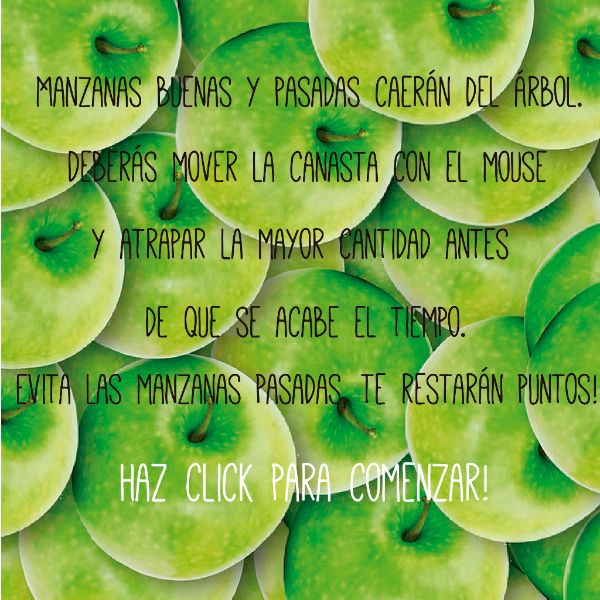 MANZANAS BUENAS Y PASADAS CAERÁN DEL ÁRBOL.
DEBERÁS MOVER LA CANASTA CON EL MOUSE
Y ATRAPAR LA MAYOR CANTIDAD ANTES
DE QUE SE ACABE EL TIEMPO.
EVITA LAS MANZANAS PASADAS, TE RESTARÁN PUNTOS!
HAZ CLICK PARA COMENZAR!